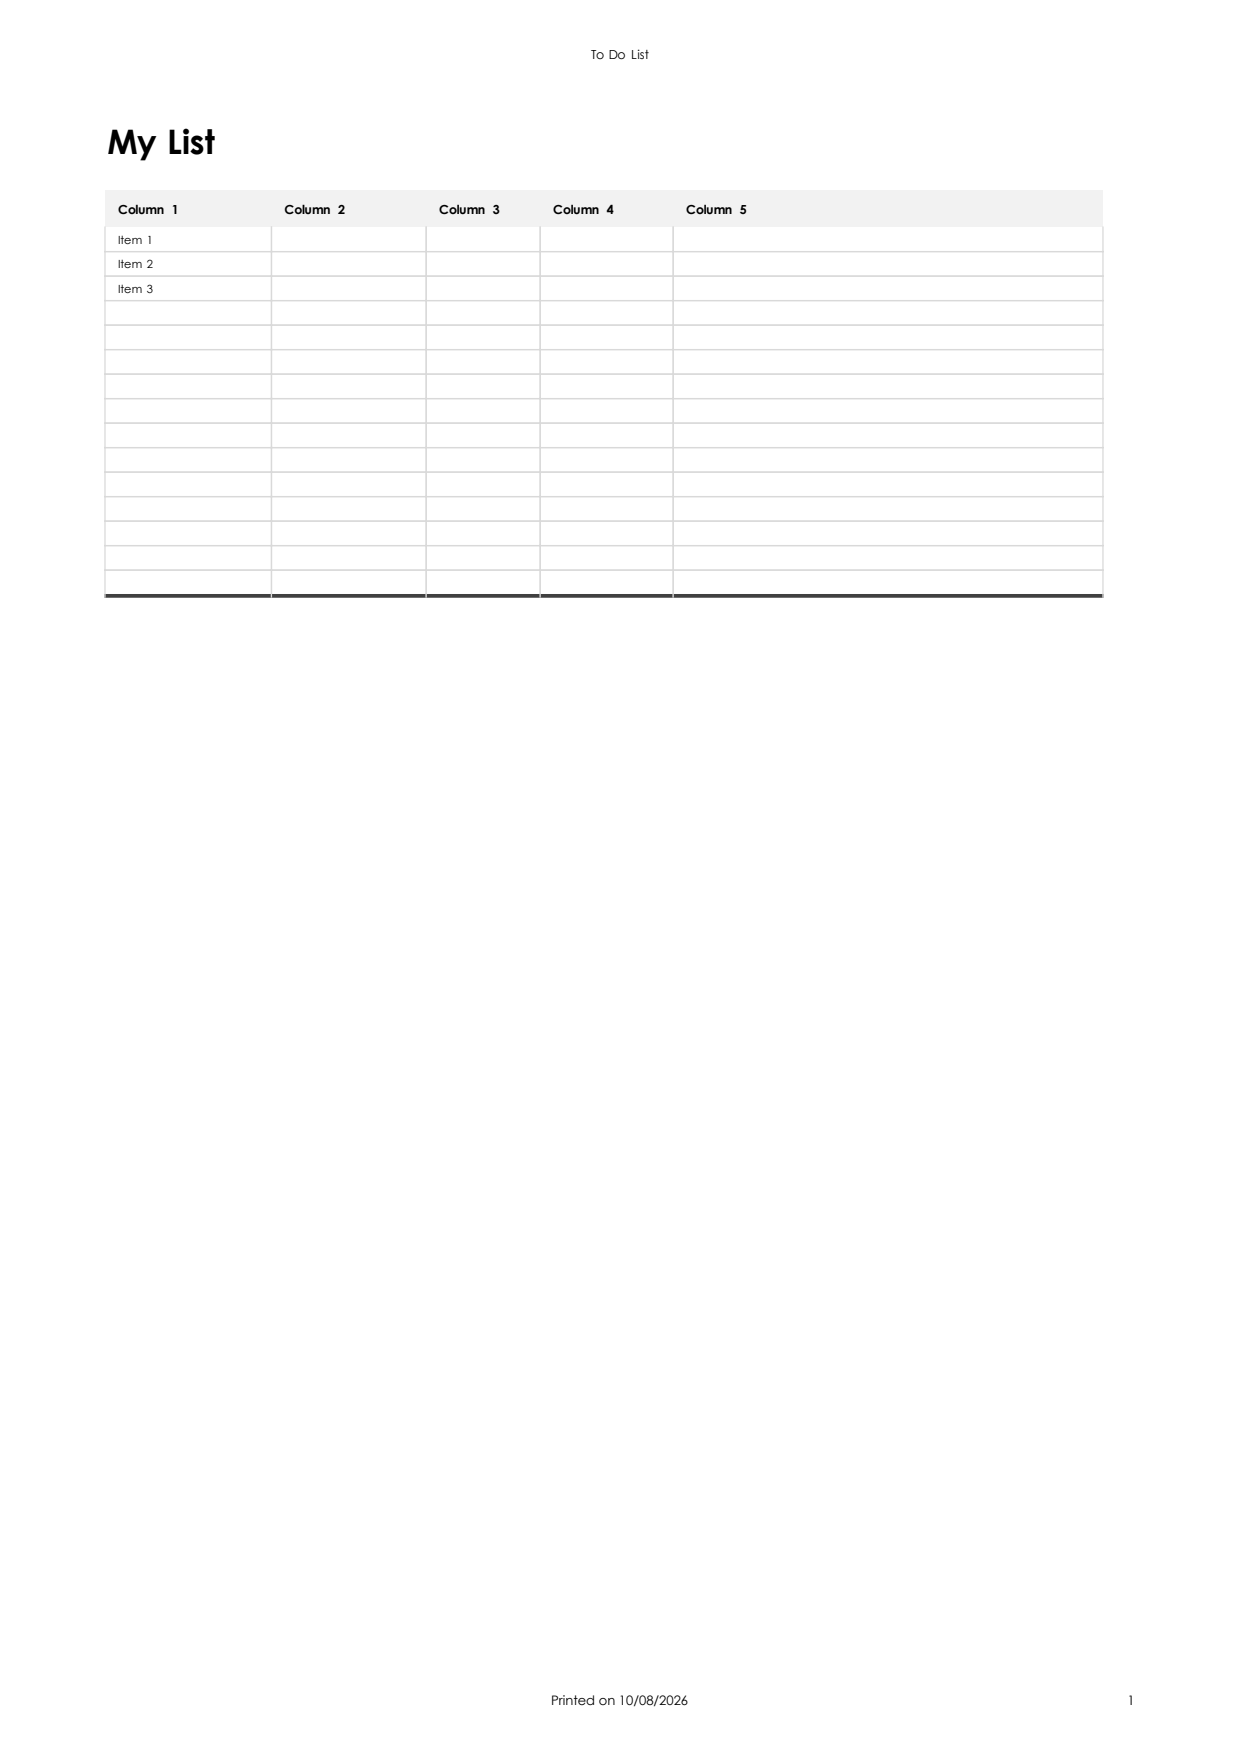 To Do List
My List
Column 1 Column 2 Column 3 Column 4 Column 5
Item 1
Item 2
Item 3
Printed on 10/08/2026 1